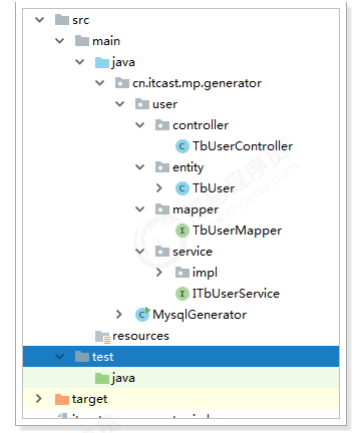 src
main
java
cn.itcast.mp.generator
user
controller
TbUserController
entity
TbUser
mapper
TbUserMapper
service
impl
ITbUserService
MysqlGenerator
resources
test
java
target